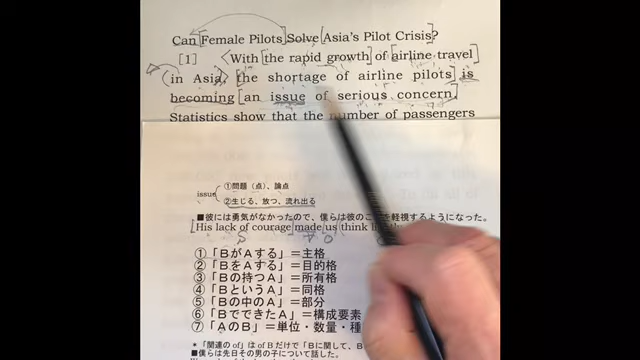 Can Female Pilots Solve Asia's Pilot Crisis?
[1] With the rapid growth of airline travel
in Asia, the shortage of airline pilots is
becoming an issue of serious concern.
Statistics show that the number of passengers
issue
①問題（点）、論点
②生じる、放つ、流れ出る
■彼には勇気がなかったので、僕らは彼のことを軽視するようになった。
His lack of courage made us think
①「BがAする」＝主格
②「BをAする」＝目的格
③「Bの持つA」＝所有格
④「BというA」＝同格
⑤「Bの中のA」＝部分
⑥「BでできたA」＝構成要素
⑦「AのB」＝単位・数量・種
＊「関連のof」はof Bだけで「Bに関して、B
■僕らは先日その男の子について話した。